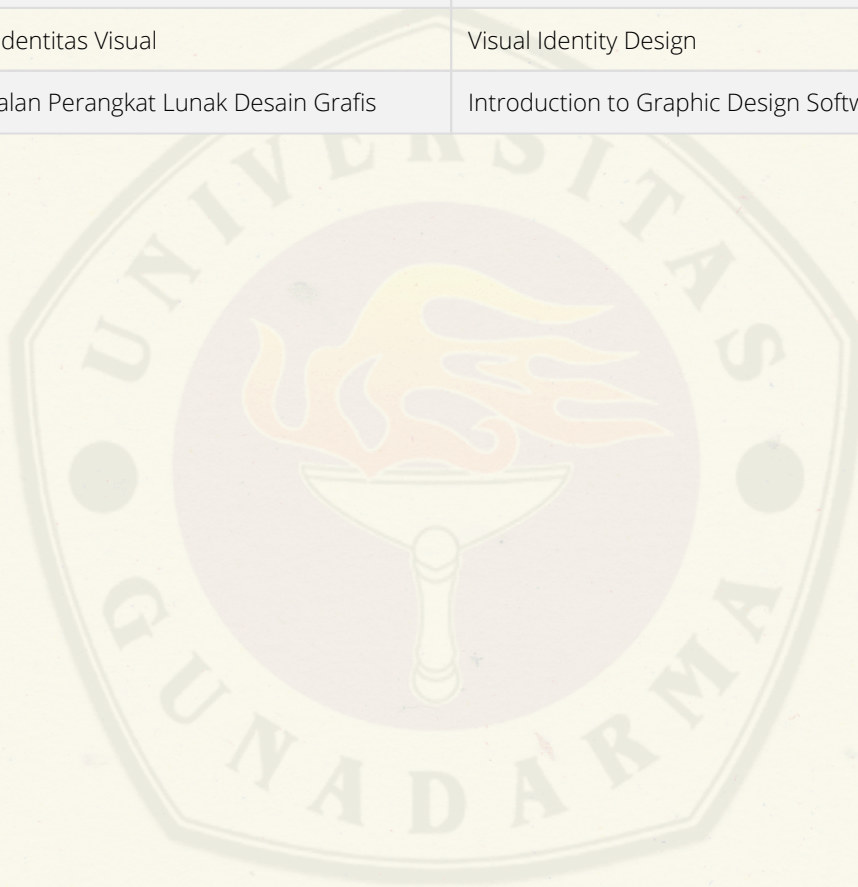 dentitas Visual
Visual Identity Design
alan Perangkat Lunak Desain Grafis
Introduction to Graphic Design Softw
UNIVERSITAS
GUNADARMA